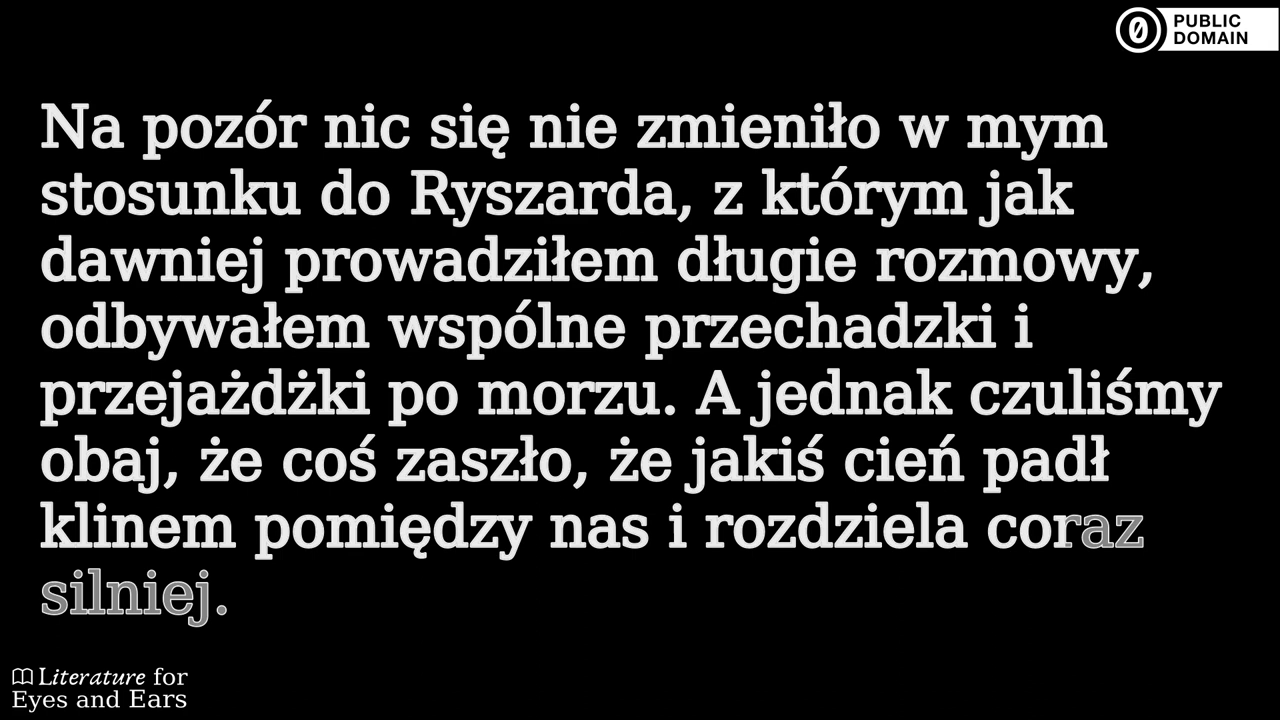 PUBLIC
DOMAIN
Na pozór nic się nie zmieniło w mym
stosunku do Ryszarda, z którym jak
dawniej prowadziłem długie rozmowy,
odbywałem wspólne przechadzki i
przejażdżki po morzu. A jednak czuliśmy
obaj, że coś zaszło, że jakiś cień padł
klinem pomiędzy nas i rozdziela coraz
silniej.
Literature for
Eyes and Ears